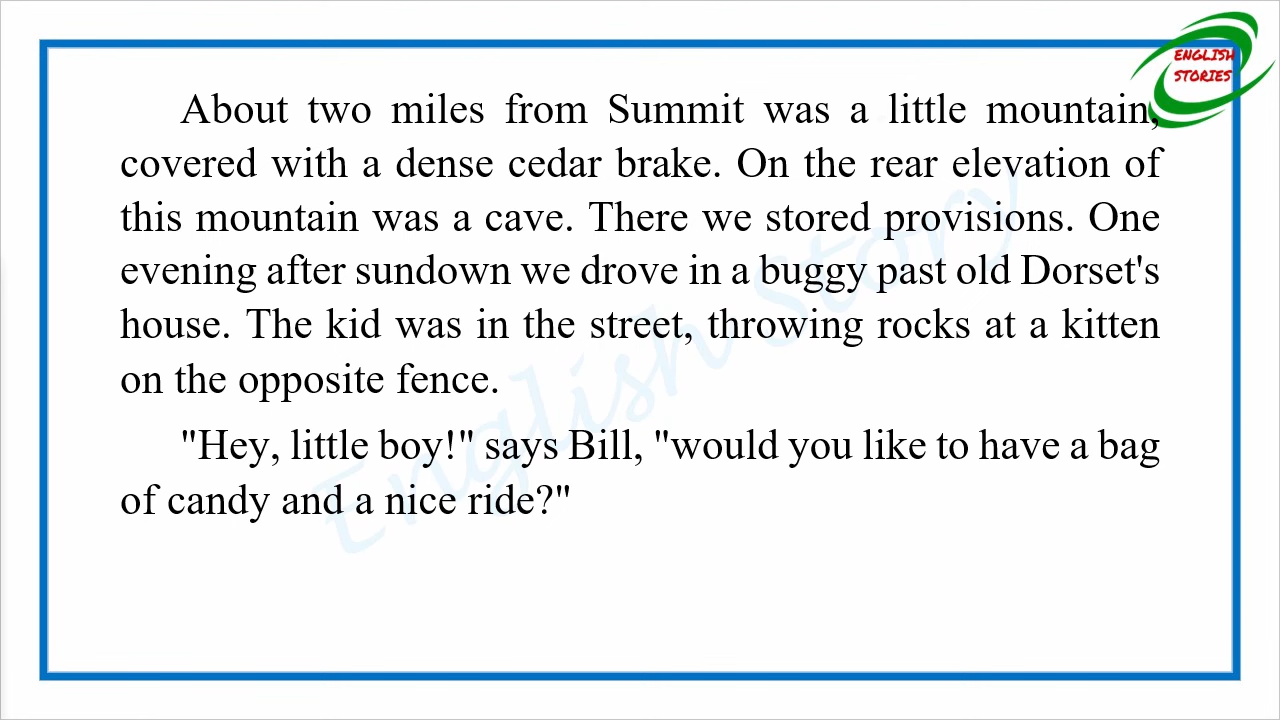 ENGLISH
STORIES
About two miles from Summit was a little mountain,
covered with a dense cedar brake. On the rear elevation of
this mountain was a cave. There we stored provisions. One
evening after sundown we drove in a buggy past old Dorset's
house. The kid was in the street, throwing rocks at a kitten
on the opposite fence.
"Hey, little boy!" says Bill, "would you like to have a bag
of candy and a nice ride?"
English Story